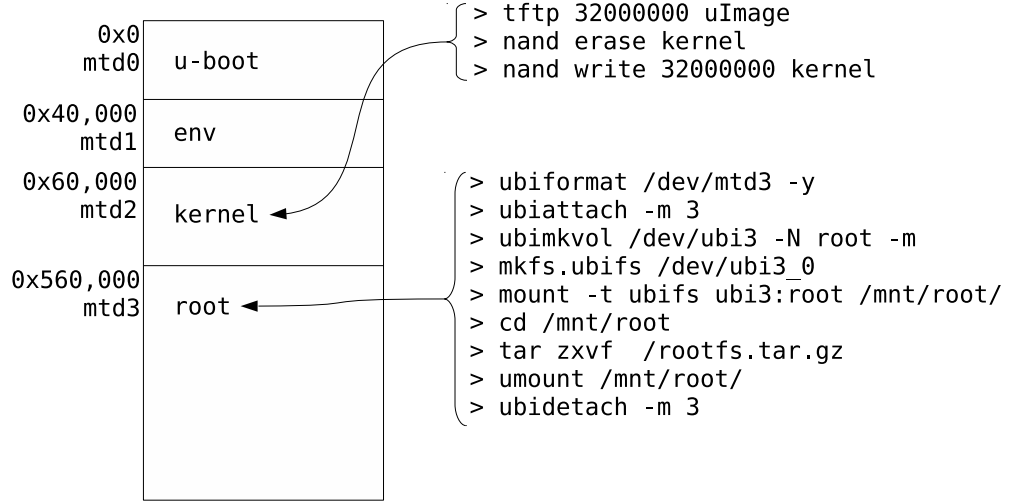 0x0
mtd0
u-boot
0x40,000
mtd1
env
0x60,000
mtd2
kernel
0x560,000
mtd3
root
> tftp 32000000 uImage
> nand erase kernel
> nand write 32000000 kernel
> ubiformat /dev/mtd3 -y
> ubiattach -m 3
> ubimkvol /dev/ubi3 -N root -m
> mkfs.ubifs /dev/ubi3_0
> mount -t ubifs ubi3:root /mnt/root/
> cd /mnt/root
> tar zxvf  /rootfs.tar.gz
> umount /mnt/root/
> ubidetach -m 3